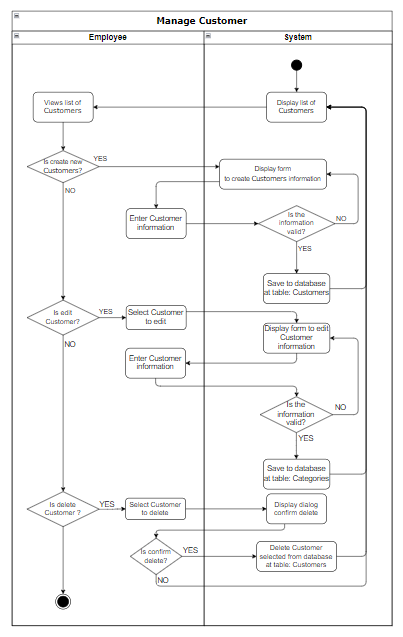 Manage Customer
Employee
System
Views list of
Customers
Display list of
Customers
Is create new
Customers?
YES
NO
Display form
to create Customers information
Enter Customer
information
Is the
information
valid?
NO
YES
Save to database
at table: Customers
Is edit
Customer?
YES
NO
Select Customer
to edit
Display form to edit
Customer
information
Enter Customer
information
Is the
information
valid?
NO
YES
Save to database
at table: Categories
Is delete
Customer ?
YES
NO
Select Customer
to delete
Display dialog
confirm delete
Is confirm
delete?
YES
NO
Delete Customer
selected from database
at table: Customers